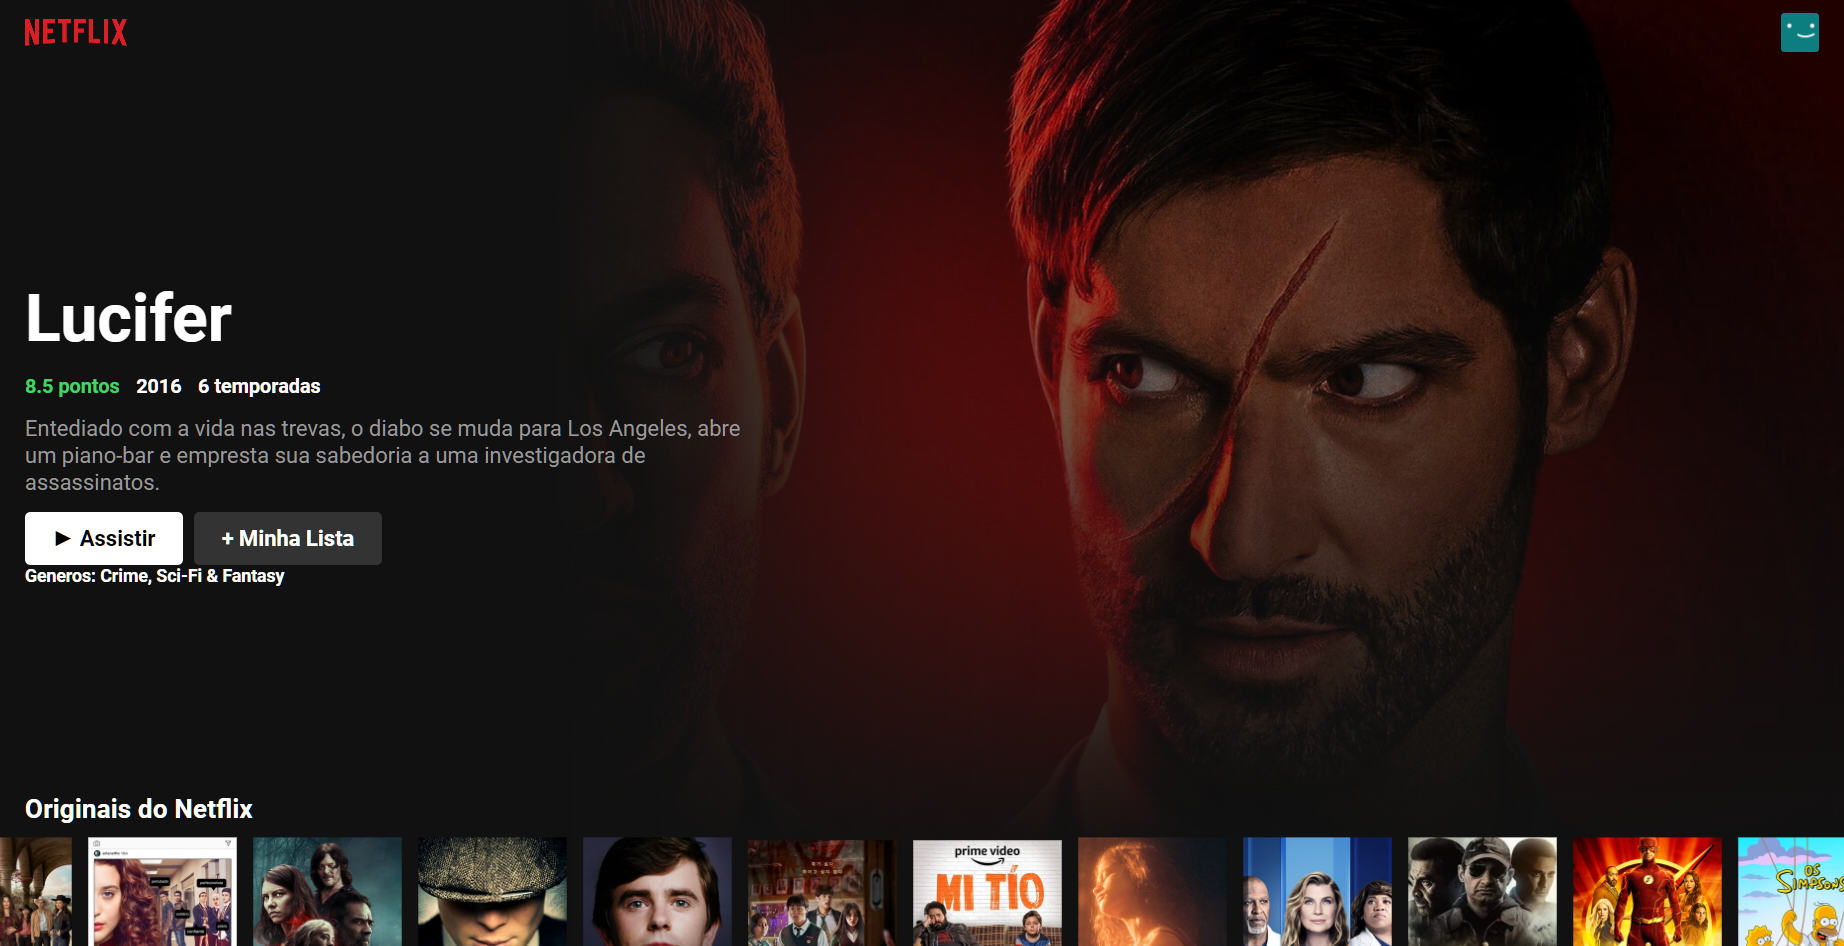 NETFLIX
Lucifer
8.5 pontos 2016 6 temporadas
Entediado com a vida nas trevas, o diabo se muda para Los Angeles, abre
um piano-bar e empresta sua sabedoria a uma investigadora de
assassinatos.
► Assistir
+ Minha Lista
Generos: Crime, Sci-Fi & Fantasy
Originais do Netflix
prime video
MI TÍO
OS
SIMPSONS